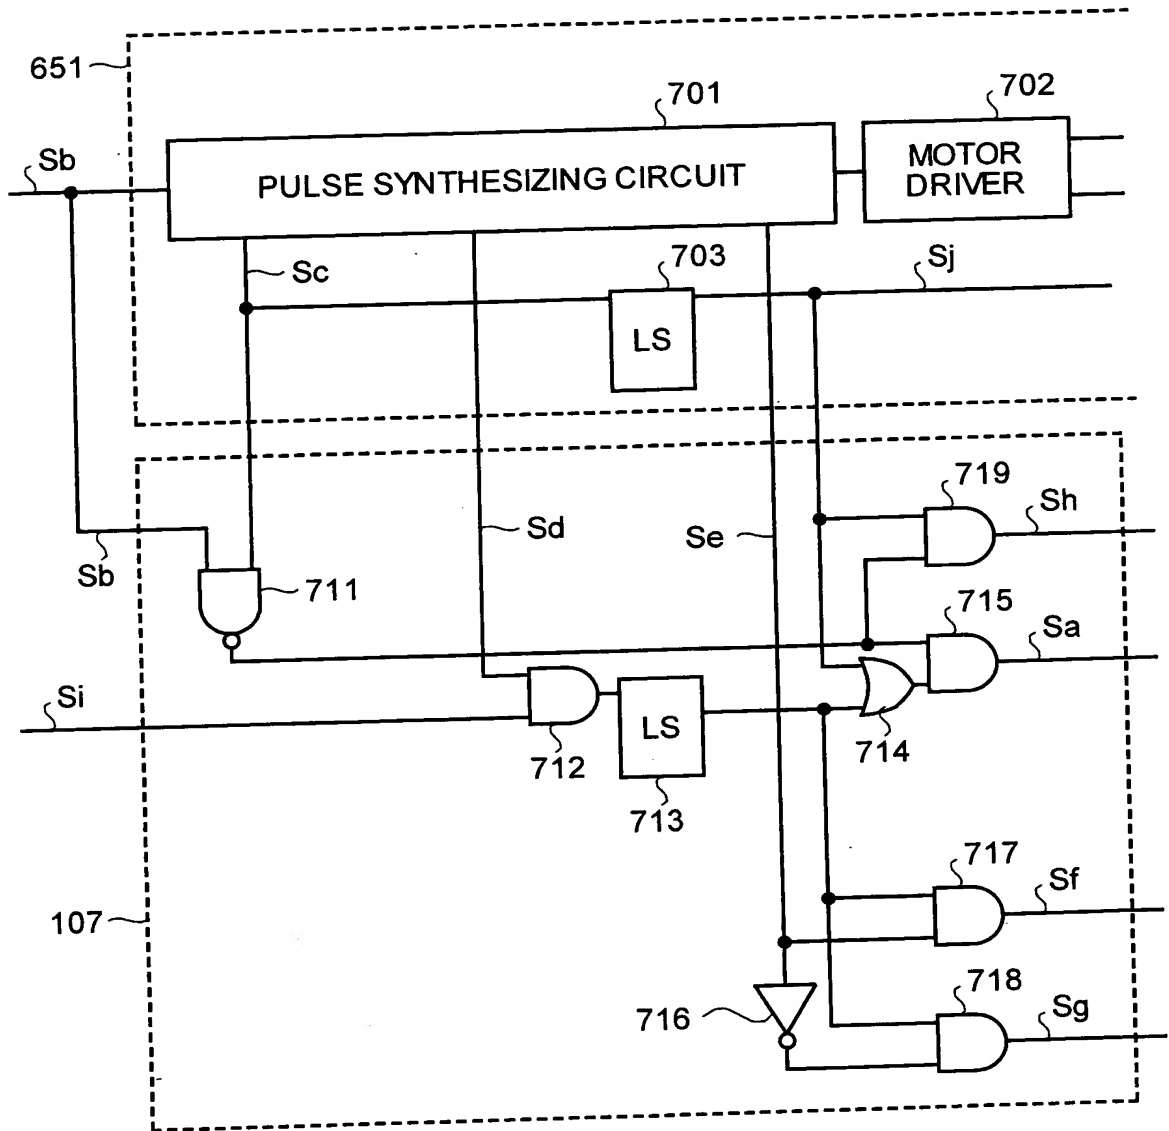 651
701
702
Sb
PULSE SYNTHESIZING CIRCUIT
MOTOR
DRIVER
Sc
703
Sj
LS
719
Sh
Sd
Se
Sb
711
715
Sa
Si
LS
712
714
713
717
Sf
107
718
716
Sg